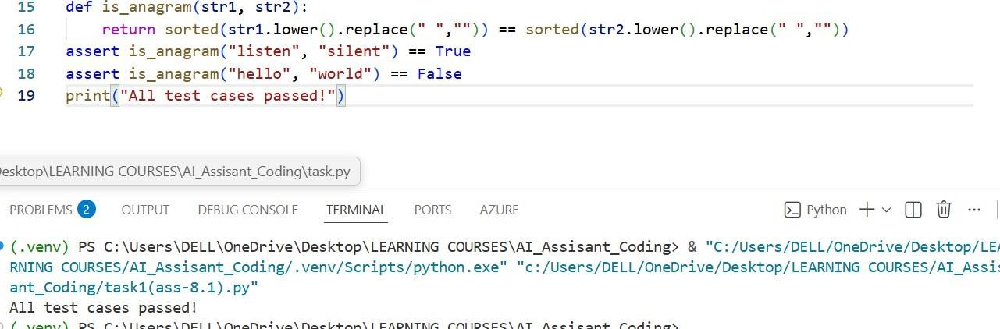 15 def is_anagram(str1, str2):
16 return sorted(str1.lower().replace(" ","")) == sorted(str2.lower().replace(" ",""))
17 assert is_anagram("listen", "silent") == True
18 assert is_anagram("hello", "world") == False
19 print("All test cases passed!")
Desktop\LEARNING COURSES\AI_Assisant_Coding\task.py
PROBLEMS 2 OUTPUT DEBUG CONSOLE TERMINAL PORTS AZURE Python
(.venv) PS C:\Users\DELL\OneDrive\Desktop\LEARNING COURSES\AI_Assisant_Coding> & "C:/Users/DELL/OneDrive/Desktop/LEA
RNING COURSES/AI_Assisant_Coding/.venv/Scripts/python.exe" "c:/Users/DELL/OneDrive/Desktop/LEARNING COURSES/AI_Assis
ant_Coding/task1(ass-8.1).py"
All test cases passed!
(.venv) PS C:\Users\DELL\OneDrive\Desktop\LEARNING COURSES\AI_Assisant_Coding>